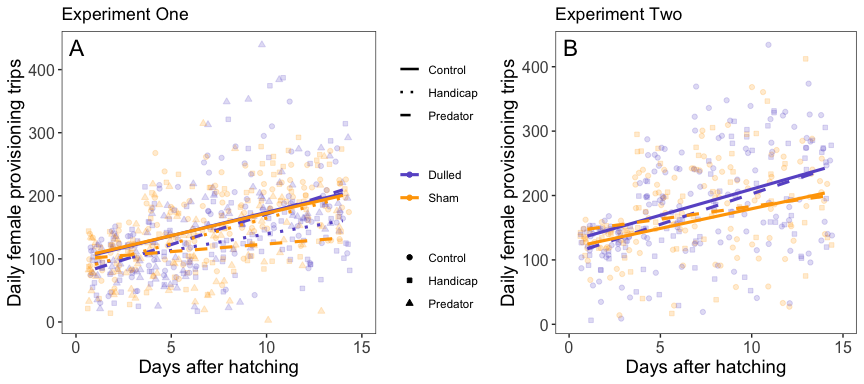 Experiment One
A
Daily female provisioning trips
400
300
200
100
0
0 5 10 15
Days after hatching
Control
Handicap
Predator
Dulled
Sham
Control
Handicap
Predator
Experiment Two
B
Daily female provisioning trips
400
300
200
100
0
0 5 10 15
Days after hatching